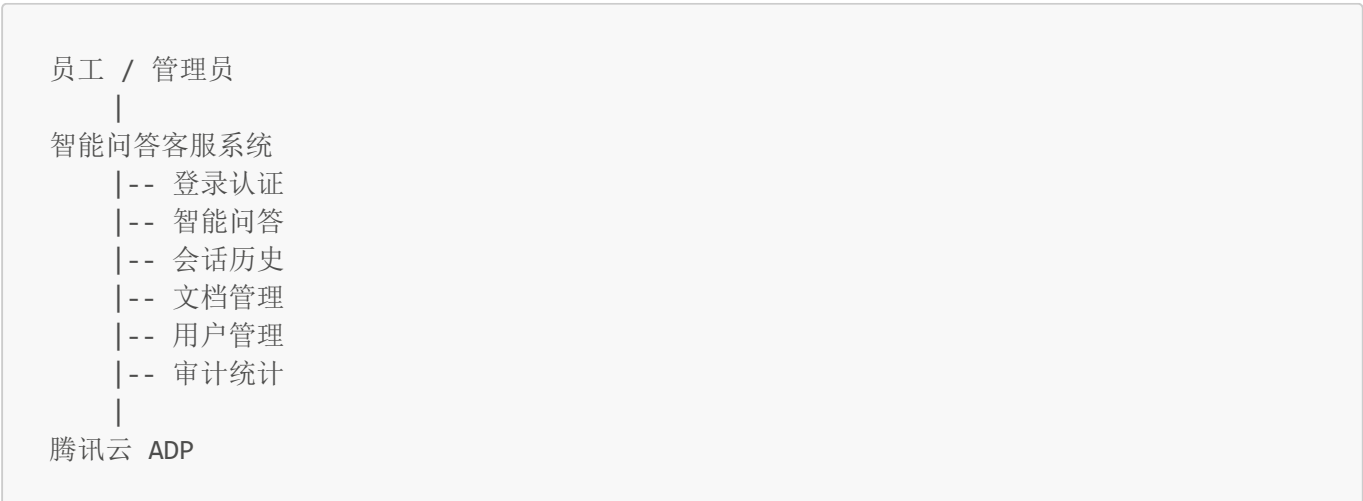 员工 / 管理员
    |
智能问答客服系统
    |-- 登录认证
    |-- 智能问答
    |-- 会话历史
    |-- 文档管理
    |-- 用户管理
    |-- 审计统计
    |
腾讯云 ADP